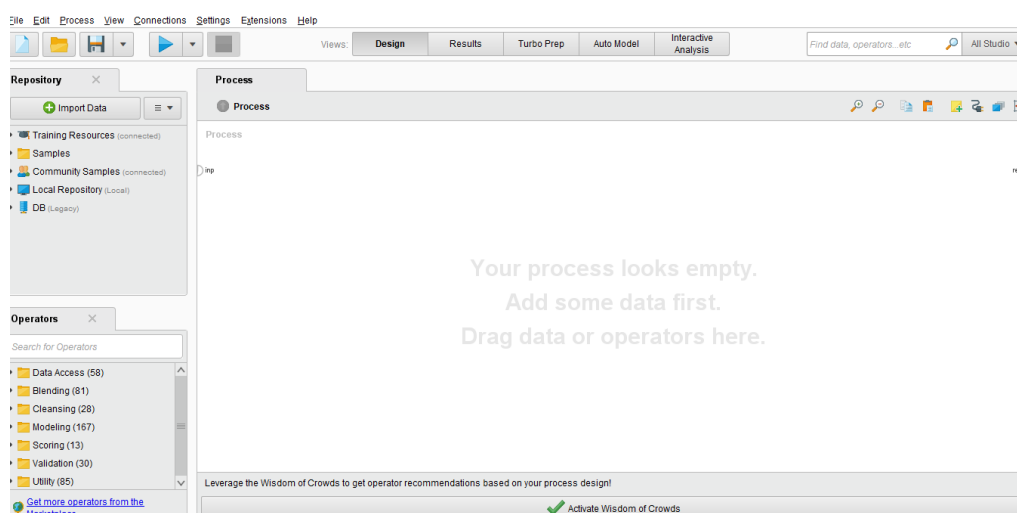 File Edit Process View Connections Settings Extensions Help
Views: Design Results Turbo Prep Auto Model Interactive Analysis
Find data, operators...etc
All Studio
Repository
Import Data
Training Resources (connected)
Samples
Community Samples (connected)
Local Repository (Local)
DB (Legacy)
Process
Process
Process
inp
Your process looks empty.
Add some data first.
Drag data or operators here.
Operators
Search for Operators
Data Access (58)
Blending (81)
Cleansing (28)
Modeling (167)
Scoring (13)
Validation (30)
Utility (85)
Get more operators from the
Leverage the Wisdom of Crowds to get operator recommendations based on your process design!
Activate Wisdom of Crowds